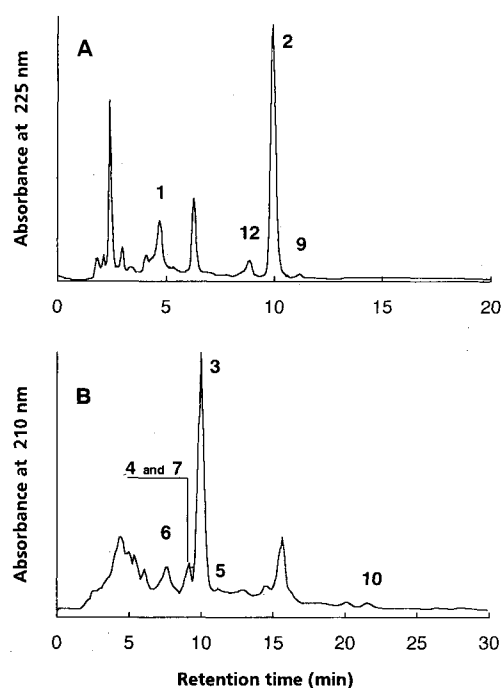 A
2
Absorbance at 225 nm
1
12
9
0 5 10 15 20
B
3
Absorbance at 210 nm
4 and 7
6
5
10
0 5 10 15 20 25 30
Retention time (min)